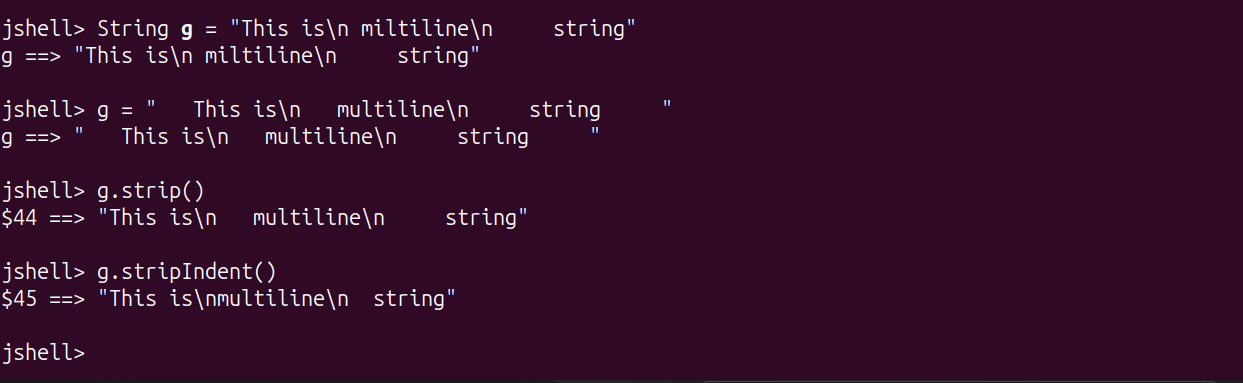 jshell> String g = "This is\n miltiline\n     string"
g ==> "This is\n miltiline\n     string"
jshell> g = "   This is\n   multiline\n     string     "
g ==> "   This is\n   multiline\n     string     "
jshell> g.strip()
$44 ==> "This is\n   multiline\n     string"
jshell> g.stripIndent()
$45 ==> "This is\nmultiline\n  string"
jshell>